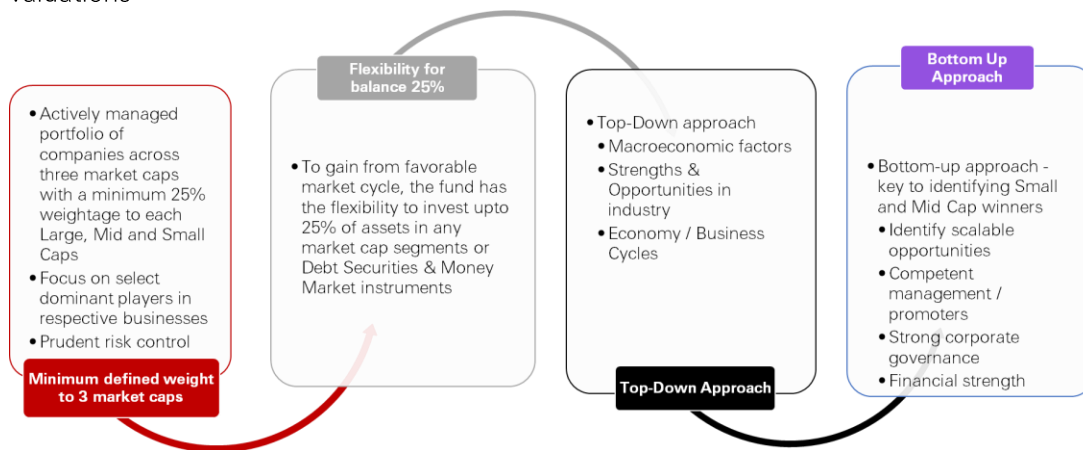 valuations
• Actively managed
portfolio of
companies across
three market caps
with a minimum 25%
weightage to each
Large, Mid and Small
Caps
• Focus on select
dominant players in
respective businesses
• Prudent risk control
Minimum defined weight
to 3 market caps
Flexibility for
balance 25%
• To gain from favorable
market cycle, the fund has
the flexibility to invest upto
25% of assets in any
market cap segments or
Debt Securities & Money
Market instruments
• Top-Down approach
• Macroeconomic factors
• Strengths &
Opportunities in
industry
• Economy / Business
Cycles
Top-Down Approach
Bottom Up
Approach
• Bottom-up approach -
key to identifying Small
and Mid Cap winners
• Identify scalable
opportunities
• Competent
management /
promoters
• Strong corporate
governance
• Financial strength